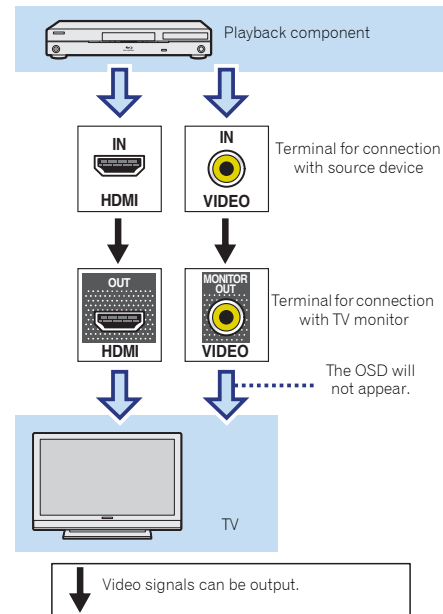 Playback component
IN
HDMI
IN
VIDEO
Terminal for connection
with source device
OUT
HDMI
MONITOR
OUT
VIDEO
Terminal for connection
with TV monitor
The OSD will
not appear.
TV
Video signals can be output.